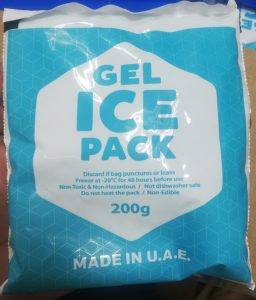 GEL
ICE
PACK
Discard if bag punctures or leaks
Freeze at -20°C for 48 hours before use
Non-Toxic & Non-Hazardous / Not dishwasher safe
Do not heat the pack / Non-Edible
200g
MADE IN U.A.E.